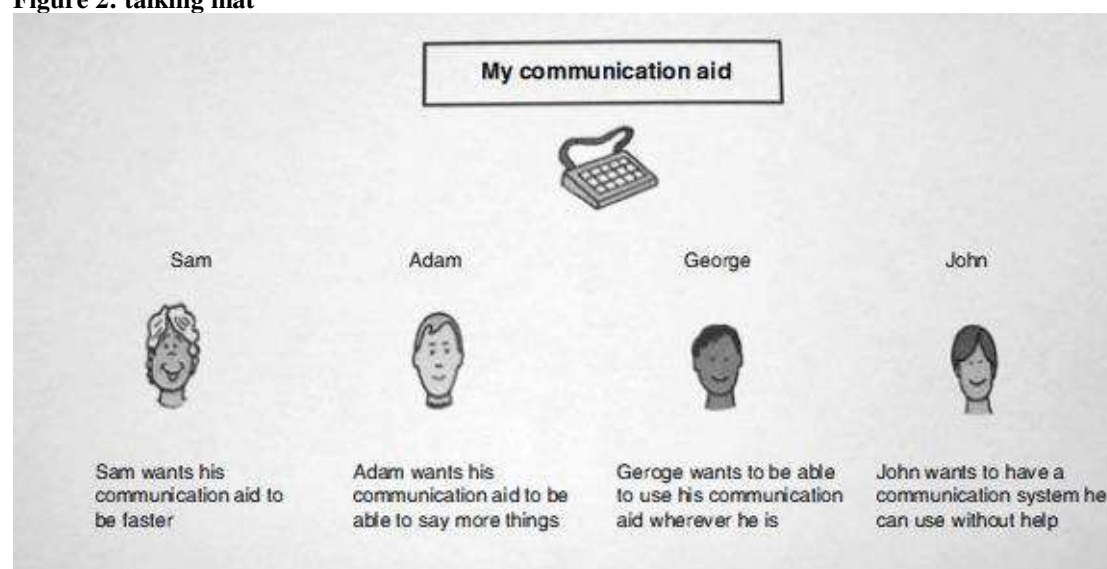 Figure 2: talking mat
My communication aid
Sam
Adam
George
John
Sam wants his
communication aid to
be faster
Adam wants his
communication aid to be
able to say more things
Geroge wants to be able
to use his communication
aid wherever he is
John wants to have a
communication system he
can use without help